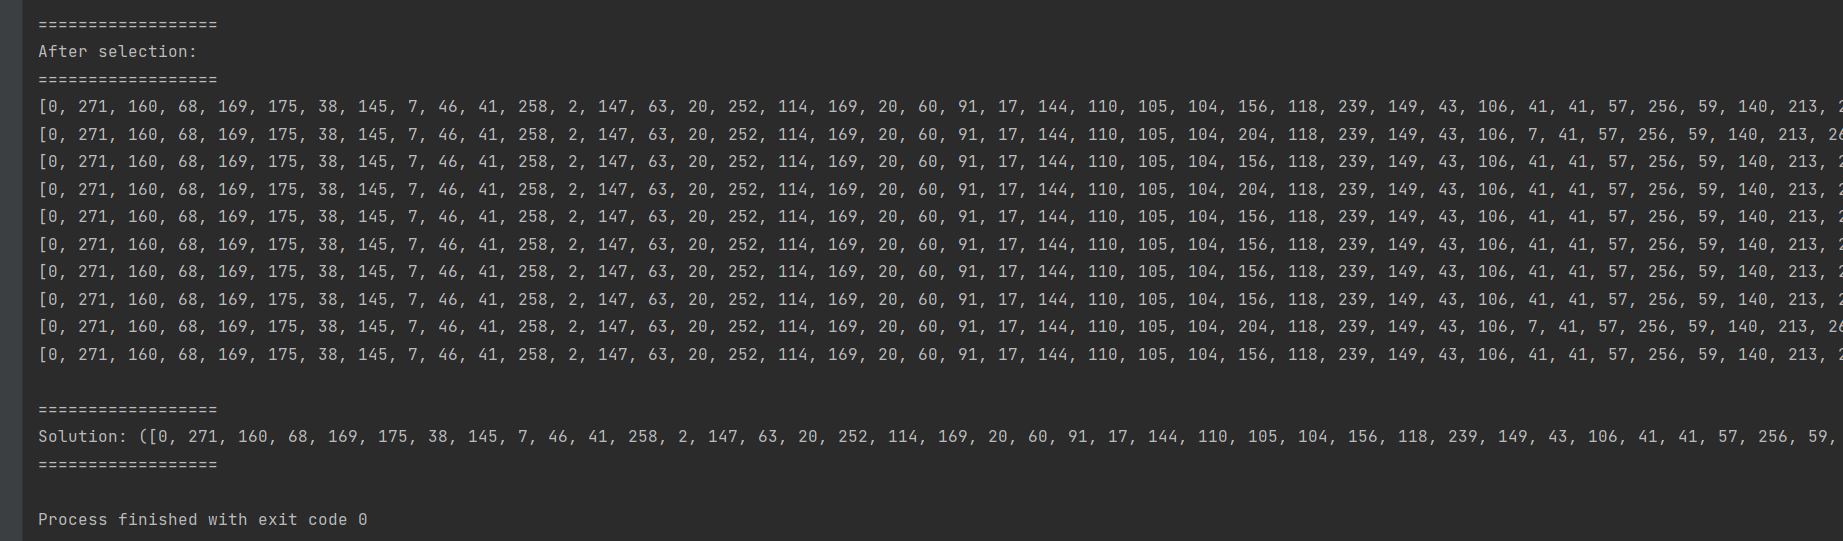 ==================
After selection:
==================
[0, 271, 160, 68, 169, 175, 38, 145, 7, 46, 41, 258, 2, 147, 63, 20, 252, 114, 169, 20, 60, 91, 17, 144, 110, 105, 104, 156, 118, 239, 149, 43, 106, 41, 41, 57, 256, 59, 140, 213, 2
[0, 271, 160, 68, 169, 175, 38, 145, 7, 46, 41, 258, 2, 147, 63, 20, 252, 114, 169, 20, 60, 91, 17, 144, 110, 105, 104, 204, 118, 239, 149, 43, 106, 7, 41, 57, 256, 59, 140, 213, 26
[0, 271, 160, 68, 169, 175, 38, 145, 7, 46, 41, 258, 2, 147, 63, 20, 252, 114, 169, 20, 60, 91, 17, 144, 110, 105, 104, 156, 118, 239, 149, 43, 106, 41, 41, 57, 256, 59, 140, 213, 2
[0, 271, 160, 68, 169, 175, 38, 145, 7, 46, 41, 258, 2, 147, 63, 20, 252, 114, 169, 20, 60, 91, 17, 144, 110, 105, 104, 204, 118, 239, 149, 43, 106, 41, 41, 57, 256, 59, 140, 213, 2
[0, 271, 160, 68, 169, 175, 38, 145, 7, 46, 41, 258, 2, 147, 63, 20, 252, 114, 169, 20, 60, 91, 17, 144, 110, 105, 104, 156, 118, 239, 149, 43, 106, 41, 41, 57, 256, 59, 140, 213, 2
[0, 271, 160, 68, 169, 175, 38, 145, 7, 46, 41, 258, 2, 147, 63, 20, 252, 114, 169, 20, 60, 91, 17, 144, 110, 105, 104, 156, 118, 239, 149, 43, 106, 41, 41, 57, 256, 59, 140, 213, 2
[0, 271, 160, 68, 169, 175, 38, 145, 7, 46, 41, 258, 2, 147, 63, 20, 252, 114, 169, 20, 60, 91, 17, 144, 110, 105, 104, 156, 118, 239, 149, 43, 106, 41, 41, 57, 256, 59, 140, 213, 2
[0, 271, 160, 68, 169, 175, 38, 145, 7, 46, 41, 258, 2, 147, 63, 20, 252, 114, 169, 20, 60, 91, 17, 144, 110, 105, 104, 156, 118, 239, 149, 43, 106, 41, 41, 57, 256, 59, 140, 213, 2
[0, 271, 160, 68, 169, 175, 38, 145, 7, 46, 41, 258, 2, 147, 63, 20, 252, 114, 169, 20, 60, 91, 17, 144, 110, 105, 104, 204, 118, 239, 149, 43, 106, 7, 41, 57, 256, 59, 140, 213, 26
[0, 271, 160, 68, 169, 175, 38, 145, 7, 46, 41, 258, 2, 147, 63, 20, 252, 114, 169, 20, 60, 91, 17, 144, 110, 105, 104, 156, 118, 239, 149, 43, 106, 41, 41, 57, 256, 59, 140, 213, 2
==================
Solution: ([0, 271, 160, 68, 169, 175, 38, 145, 7, 46, 41, 258, 2, 147, 63, 20, 252, 114, 169, 20, 60, 91, 17, 144, 110, 105, 104, 156, 118, 239, 149, 43, 106, 41, 41, 57, 256, 59,
==================
Process finished with exit code 0